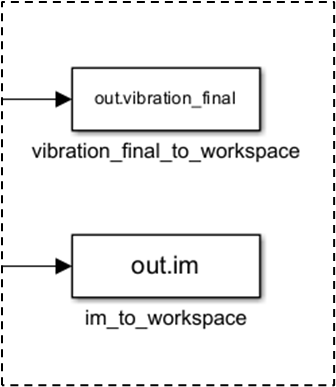 out.vibration_final
vibration_final_to_workspace
out.im
im_to_workspace